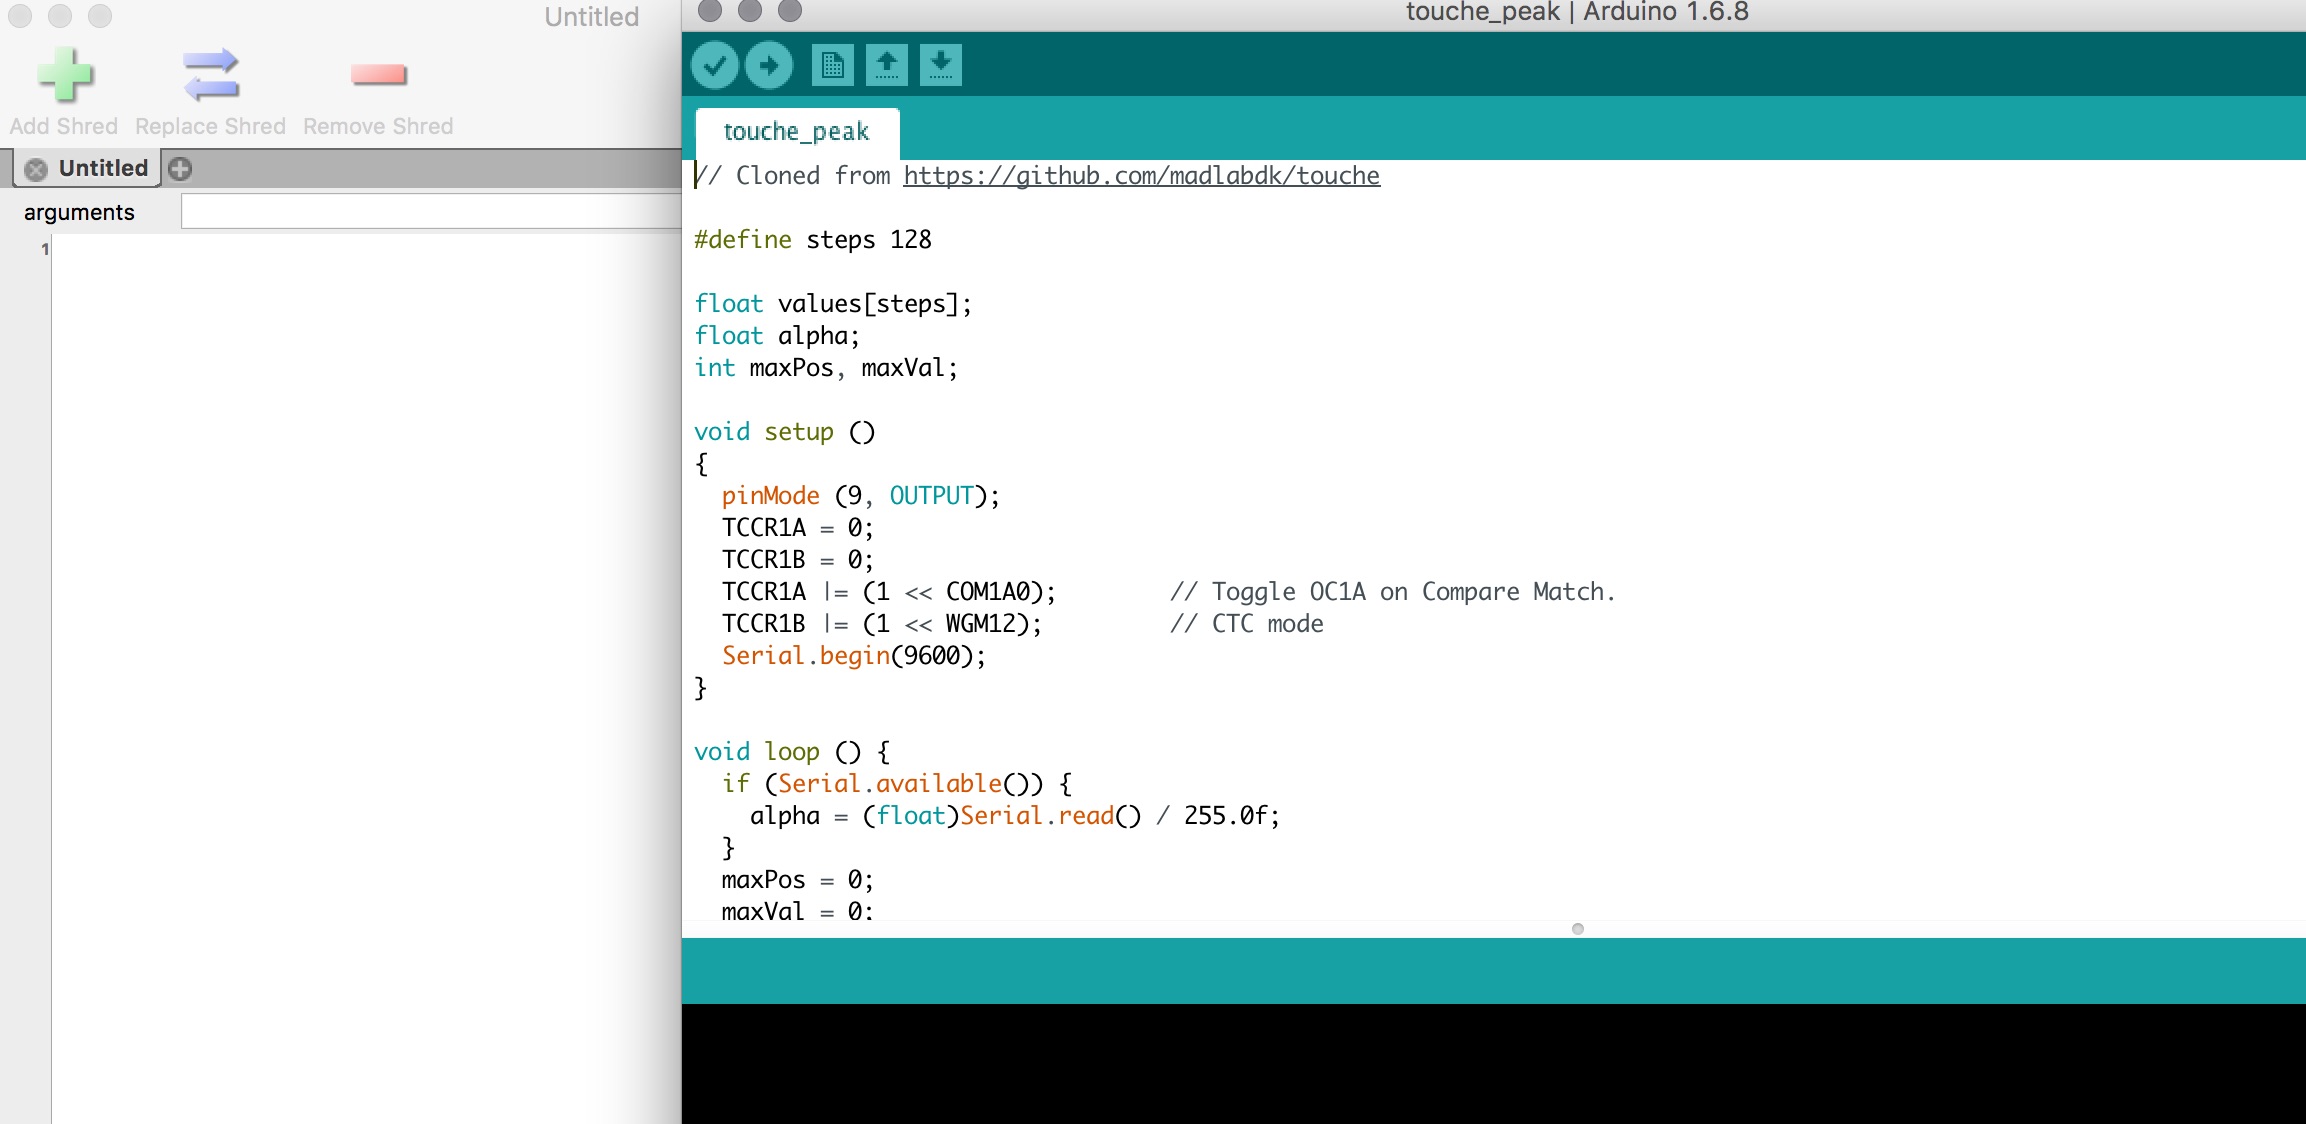 Untitled
Add Shred Replace Shred Remove Shred
Untitled
arguments
1
touche_peak | Arduino 1.6.8
touche_peak
// Cloned from https://github.com/madlabdk/touche
#define steps 128
float values[steps];
float alpha;
int maxPos, maxVal;
void setup ()
{
pinMode (9, OUTPUT);
TCCR1A = 0;
TCCR1B = 0;
TCCR1A |= (1 << COM1A0); // Toggle OC1A on Compare Match.
TCCR1B |= (1 << WGM12); // CTC mode
Serial.begin(9600);
}
void loop () {
if (Serial.available()) {
alpha = (float)Serial.read() / 255.0f;
}
maxPos = 0;
maxVal = 0;